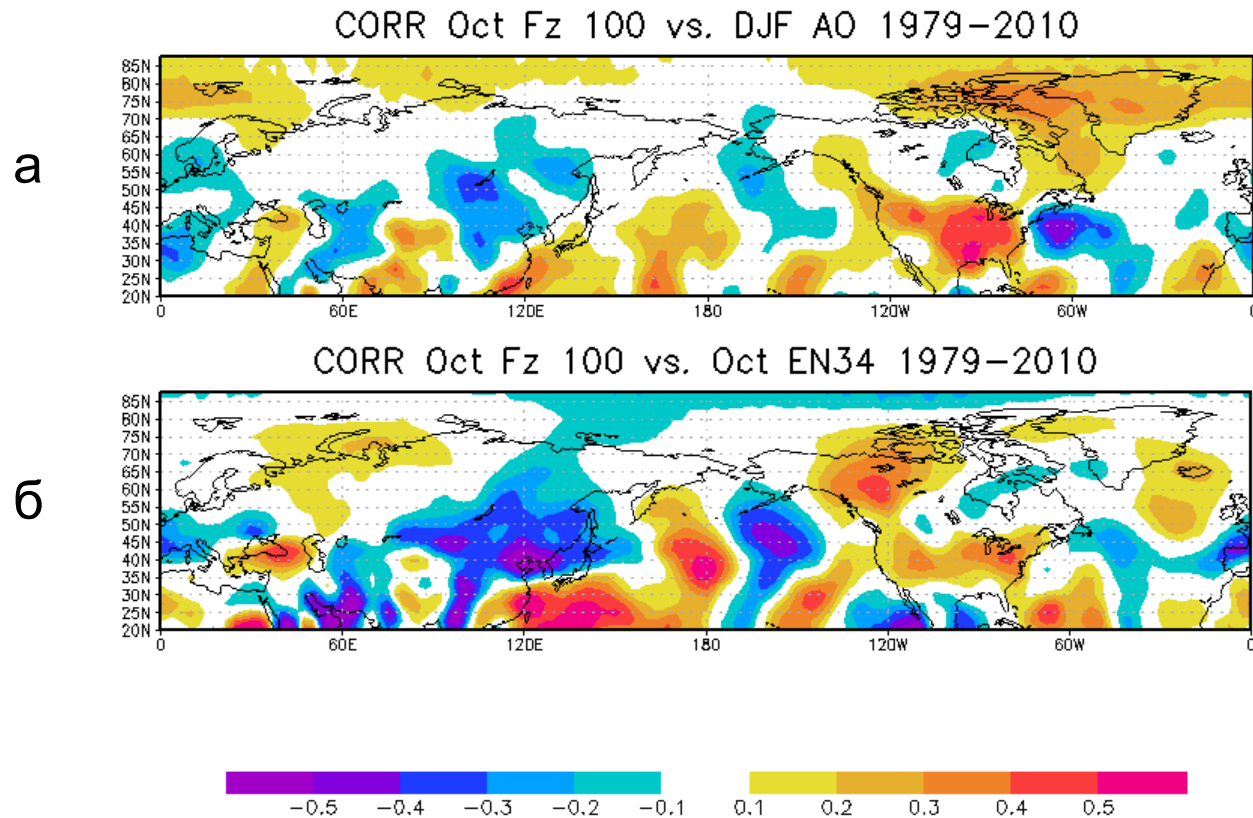 CORR Oct Fz 100 vs. DJF AO 1979-2010
а
85N
80N
75N
70N
65N
60N
55N
50N
45N
40N
35N
30N
25N
20N
0 60E 120E 180 120W 60W 0
CORR Oct Fz 100 vs. Oct EN34 1979-2010
б
85N
80N
75N
70N
65N
60N
55N
50N
45N
40N
35N
30N
25N
20N
0 60E 120E 180 120W 60W 0
-0.5 -0.4 -0.3 -0.2 -0.1 0.1 0.2 0.3 0.4 0.5